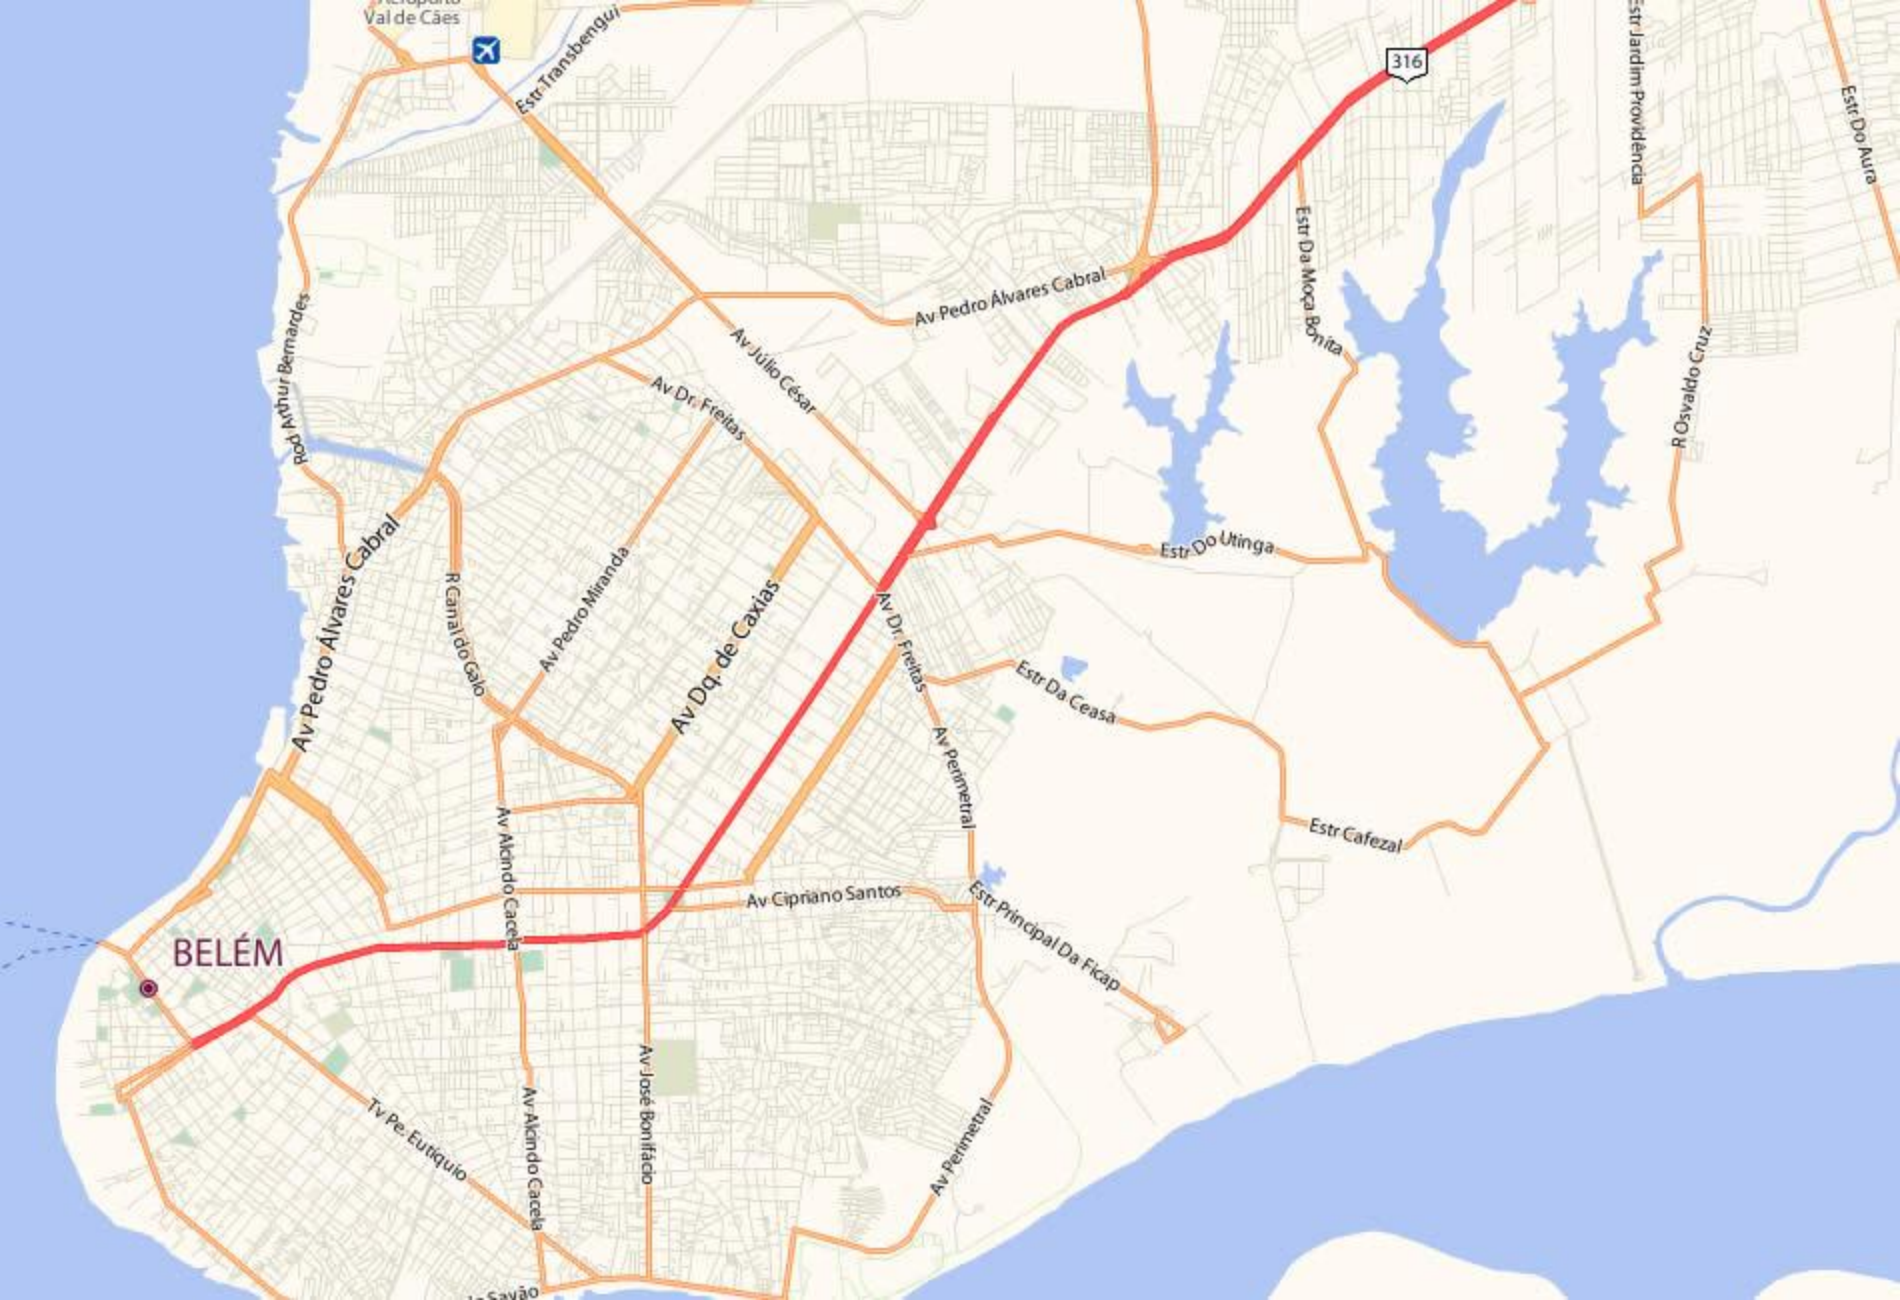 Aeroporto
Val de Cães
Estr Transbengui
316
Estr Jardim Providência
Estr Do Aura
Estr Da Moça Bonita
Av Pedro Álvares Cabral
Rod Arthur Bernardes
Av Júlio César
Av Dr. Freitas
R Osvaldo Cruz
Av Pedro Álvares Cabral
R Canal do Galo
Av Pedro Miranda
Av Dq. de Caxias
Estr Do Utinga
Av Dr. Freitas
Estr Da Ceasa
Av Perimetral
Av Alcindo Cacela
Estr Cafezal
Av Cipriano Santos
Estr Principal Da Ficap
BELÉM
Tv Pe. Eutíquio
Av Alcindo Cacela
Av José Bonifácio
Av Perimetral